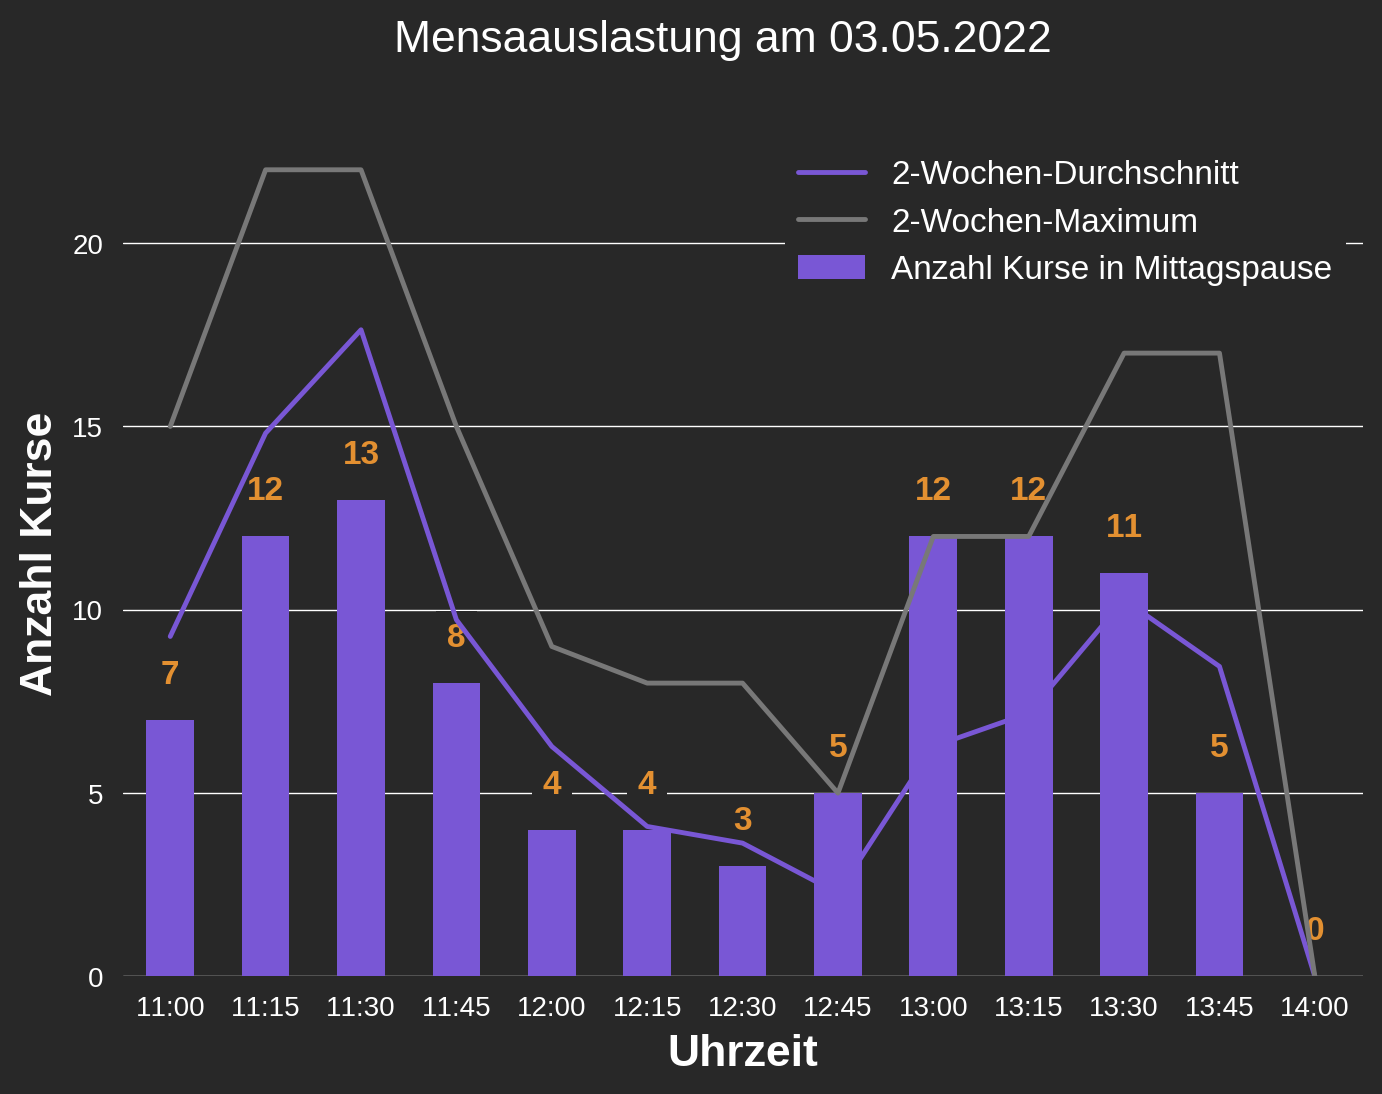 Mensaauslastung am 03.05.2022
2-Wochen-Durchschnitt
2-Wochen-Maximum
Anzahl Kurse in Mittagspause
Anzahl Kurse
20
15
10
5
0
7
12
13
8
4
4
3
5
12
12
11
5
0
11:00 11:15 11:30 11:45 12:00 12:15 12:30 12:45 13:00 13:15 13:30 13:45 14:00
Uhrzeit